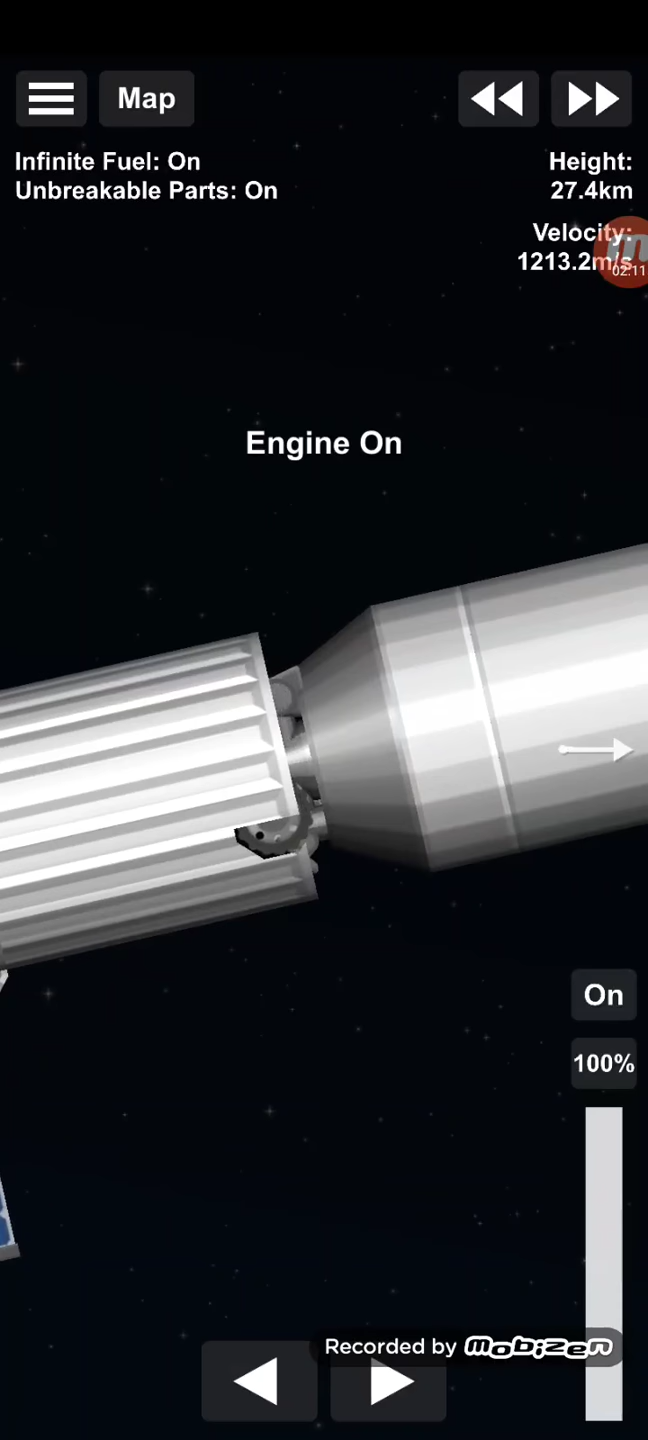 Map
Infinite Fuel: On
Unbreakable Parts: On
Height:
27.4km
Velocity:
1213.2m/s
02:11
Engine On
On
100%
Recorded by mobizen